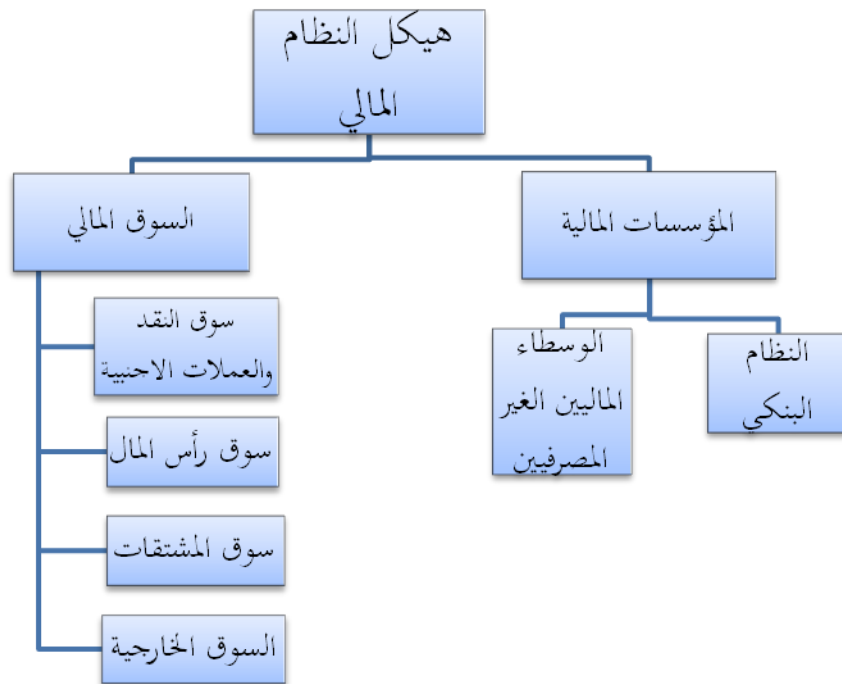 هيكل النظام
المالي
المؤسسات المالية
السوق المالي
النظام
البنكي
الوسطاء
الماليين الغير
المصرفيين
سوق النقد
والعملات الاجنبية
سوق رأس المال
سوق المشتقات
السوق الخارجية